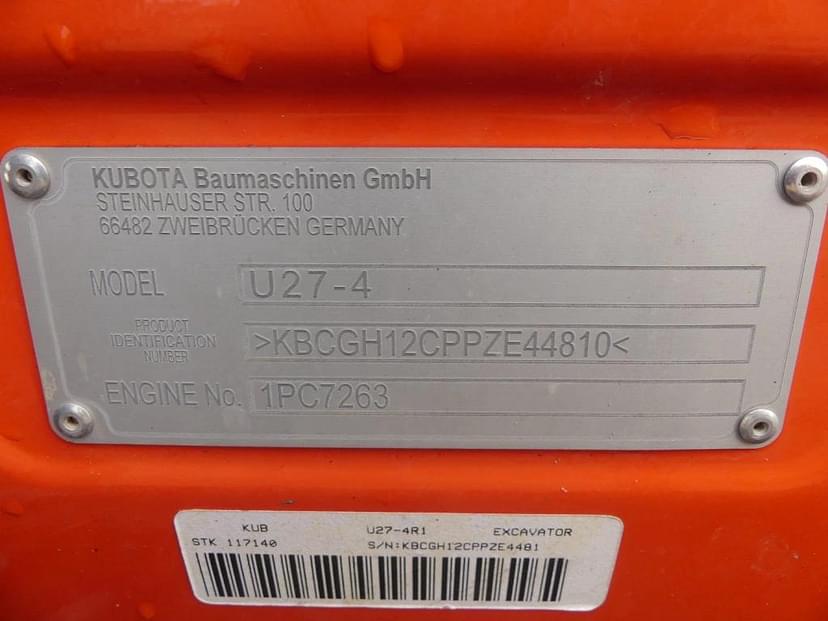 KUBOTA Baumaschinen GmbH
STEINHAUSER STR. 100
66482 ZWEIBRÜCKEN GERMANY
MODEL U27-4
PRODUCT
IDENTIFICATION
NUMBER
>KBCGH12CPPZE44810<
ENGINE No. 1PC7263
KUB U27-4R1 EXCAVATOR
STK 117140 S/N:KBCGH12CPPZE4481